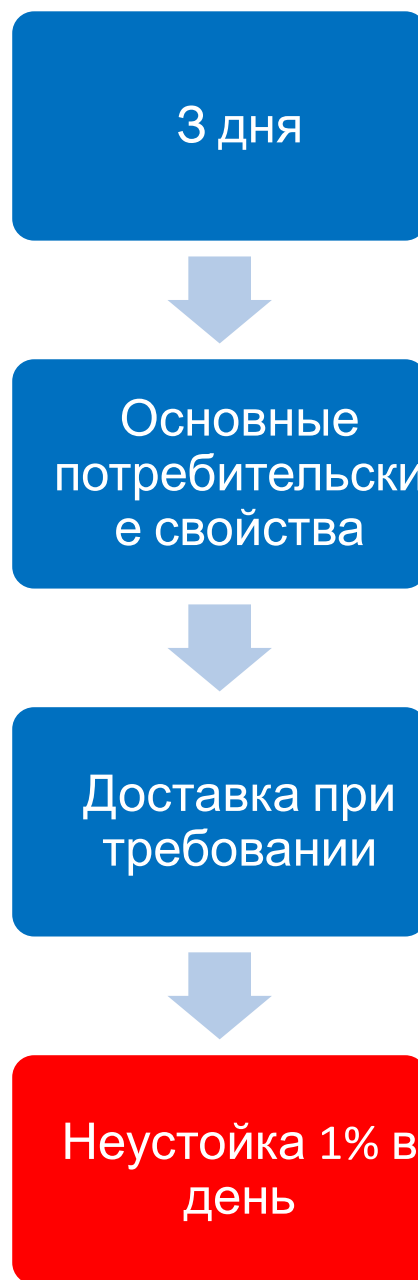 3 дня
Основные
потребительски
е свойства
Доставка при
требовании
Неустойка 1% в
день